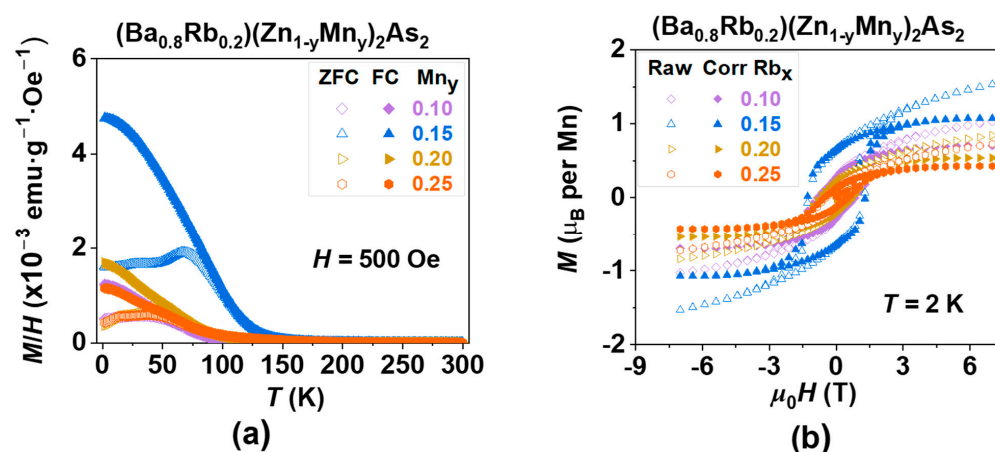 (Ba0.8Rb0.2)(Zn1-yMny)2As2
6
4
2
0
M/H (x10−3 emu·g−1·Oe−1)
ZFC FC Mny
0.10
0.15
0.20
0.25
H = 500 Oe
0 50 100 150 200 250 300
T (K)
(a)
(Ba0.8Rb0.2)(Zn1-yMny)2As2
2
1
0
-1
-2
M (μB per Mn)
Raw Corr Rbx
0.10
0.15
0.20
0.25
T = 2 K
-9 -6 -3 0 3 6
μ0H (T)
(b)